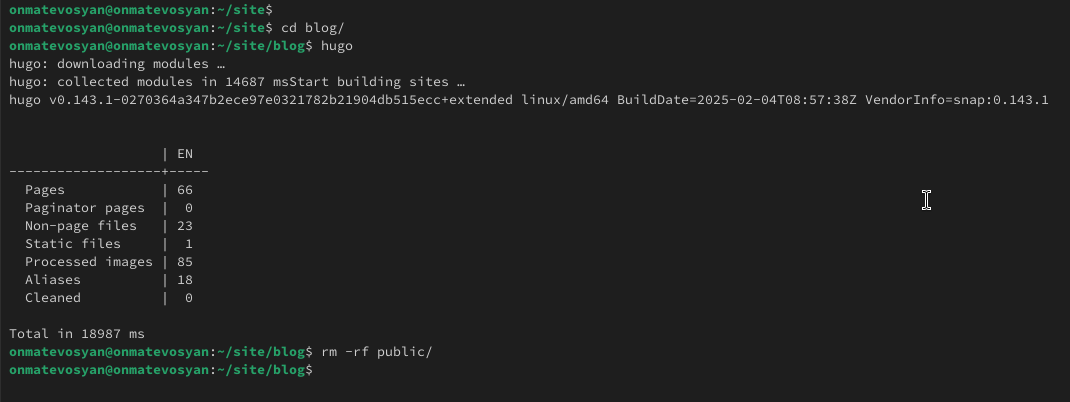 onmatevosyan@onmatevosyan:~/site$
onmatevosyan@onmatevosyan:~/site$ cd blog/
onmatevosyan@onmatevosyan:~/site/blog$ hugo
hugo: downloading modules …
hugo: collected modules in 14687 msStart building sites …
hugo v0.143.1-0270364a347b2ece97e0321782b21904db515ecc+extended linux/amd64 BuildDate=2025-02-04T08:57:38Z VendorInfo=snap:0.143.1
                   | EN
-------------------+-----
  Pages            | 66
  Paginator pages  |  0
  Non-page files   | 23
  Static files     |  1
  Processed images | 85
  Aliases          | 18
  Cleaned          |  0
Total in 18987 ms
onmatevosyan@onmatevosyan:~/site/blog$ rm -rf public/
onmatevosyan@onmatevosyan:~/site/blog$